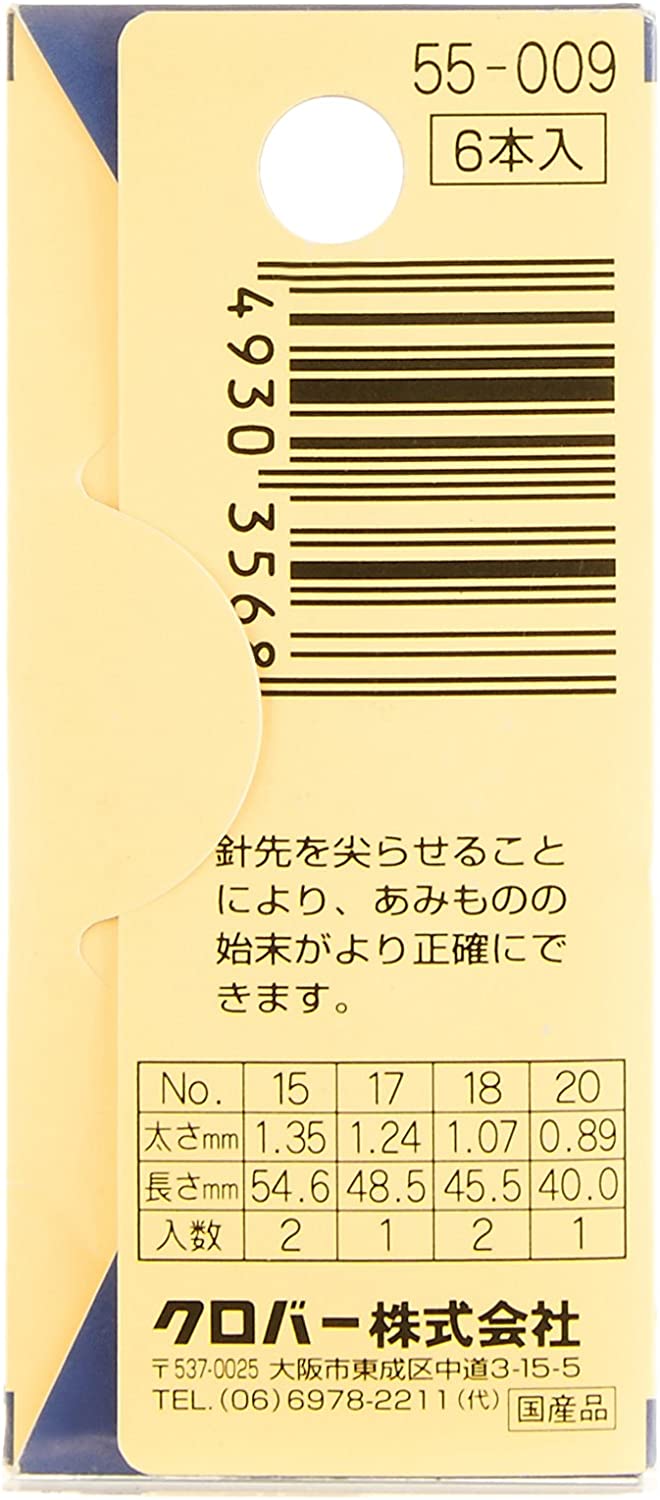 55-009
6本入
4930 3568
針先を尖らせること
により、あみものの
始末がより正確にで
きます。
No. 15 17 18 20
太さmm 1.35 1.24 1.07 0.89
長さmm 54.6 48.5 45.5 40.0
入数 2 1 2 1
クロバー株式会社
〒537-0025 大阪市東成区中道3-15-5
TEL.(06)6978-2211(代)
国産品